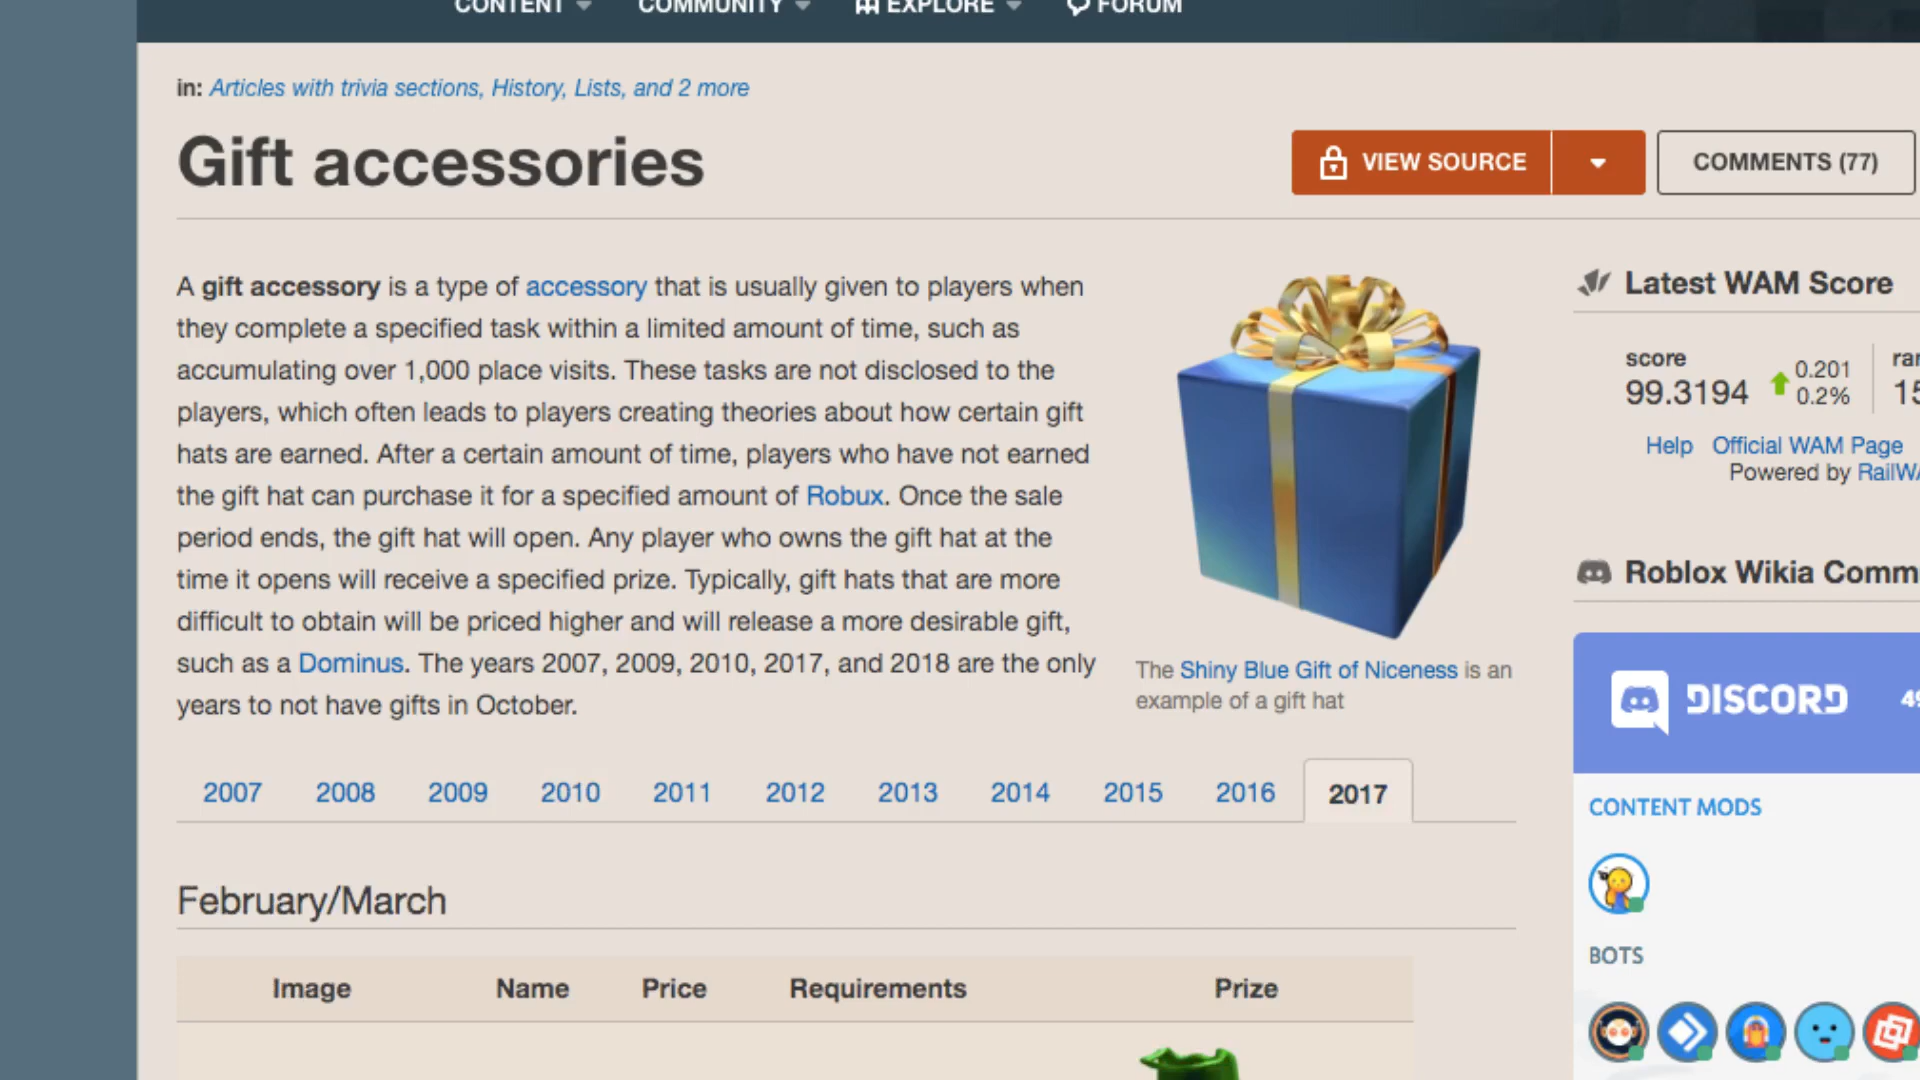 CONTENT COMMUNITY EXPLORE FORUM
in: Articles with trivia sections, History, Lists, and 2 more
Gift accessories
VIEW SOURCE
COMMENTS (77)
A gift accessory is a type of accessory that is usually given to players when
they complete a specified task within a limited amount of time, such as
accumulating over 1,000 place visits. These tasks are not disclosed to the
players, which often leads to players creating theories about how certain gift
hats are earned. After a certain amount of time, players who have not earned
the gift hat can purchase it for a specified amount of Robux. Once the sale
period ends, the gift hat will open. Any player who owns the gift hat at the
time it opens will receive a specified prize. Typically, gift hats that are more
difficult to obtain will be priced higher and will release a more desirable gift,
such as a Dominus. The years 2007, 2009, 2010, 2017, and 2018 are the only
years to not have gifts in October.
The Shiny Blue Gift of Niceness is an
example of a gift hat
2007 2008 2009 2010 2011 2012 2013 2014 2015 2016 2017
February/March
Image Name Price Requirements Prize
Latest WAM Score
score
99.3194
0.201
0.2%
Help Official WAM Page
Powered by
Roblox Wikia
DISCORD
CONTENT MODS
BOTS